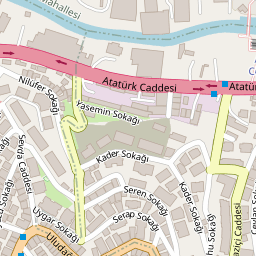 Mahallesi
Atatürk Caddesi
Atatür
Nilüfer Sokağı
Yasemin Sokağı
Sevda Caddesi
Kader Sokağı
Kader Sokağı
Seren Sokağı
Serap Sokağı
Uygar Sokağı
Uludağ